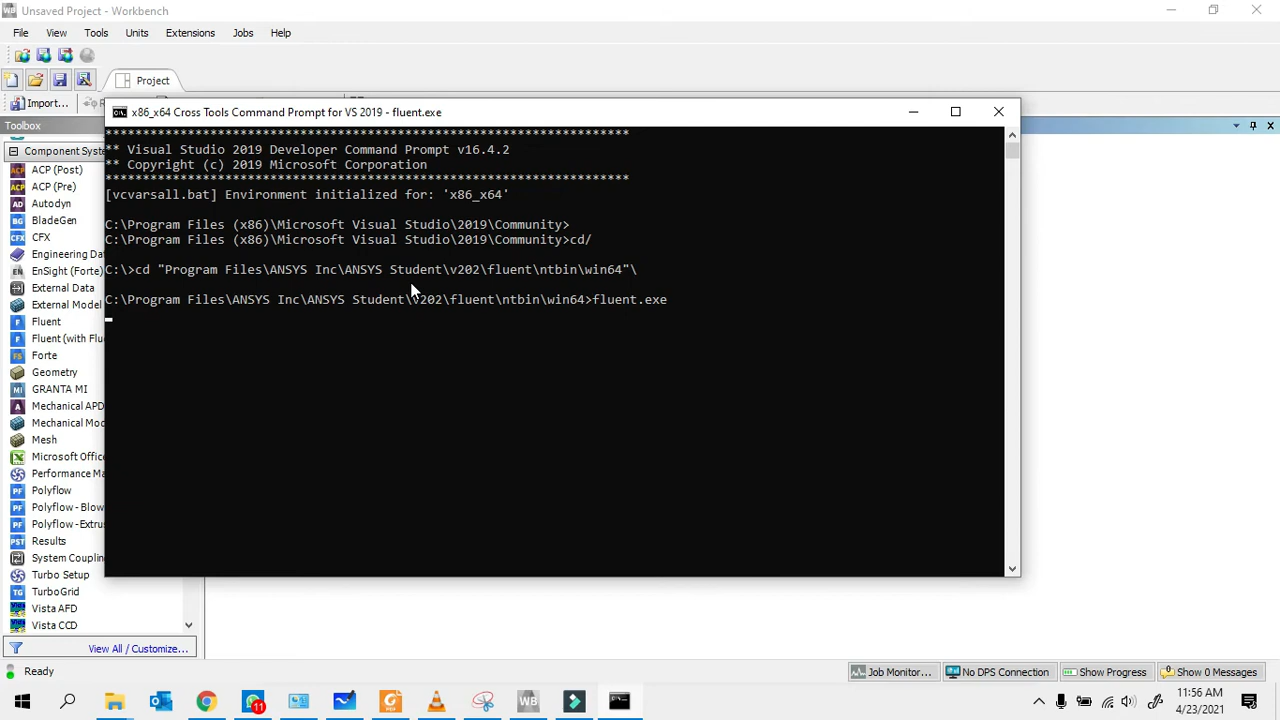 Unsaved Project - Workbench
File View Tools Units Extensions Jobs Help
Project
Import...
Toolbox
x86_x64 Cross Tools Command Prompt for VS 2019 - fluent.exe
**********************************************************************
** Visual Studio 2019 Developer Command Prompt v16.4.2
** Copyright (c) 2019 Microsoft Corporation
**********************************************************************
[vcvarsall.bat] Environment initialized for: 'x86_x64'
C:\Program Files (x86)\Microsoft Visual Studio\2019\Community>
C:\Program Files (x86)\Microsoft Visual Studio\2019\Community>cd/
C:\>cd "Program Files\ANSYS Inc\ANSYS Student\v202\fluent\ntbin\win64"\
C:\Program Files\ANSYS Inc\ANSYS Student\v202\fluent\ntbin\win64>fluent.exe
Component Sys
ACP (Post)
ACP (Pre)
Autodyn
BladeGen
CFX
Engineering Da
EnSight (Forte)
External Data
External Model
Fluent
Fluent (with Flu
Forte
Geometry
GRANTA MI
Mechanical APD
Mechanical Mod
Mesh
Microsoft Office
Performance Ma
Polyflow
Polyflow - Blow
Polyflow - Extrus
Results
System Coupling
Turbo Setup
TurboGrid
Vista AFD
Vista CCD
View All / Customize...
Ready
Job Monitor... No DPS Connection Show Progress Show 0 Messages
11
WB
11:56 AM
4/23/2021